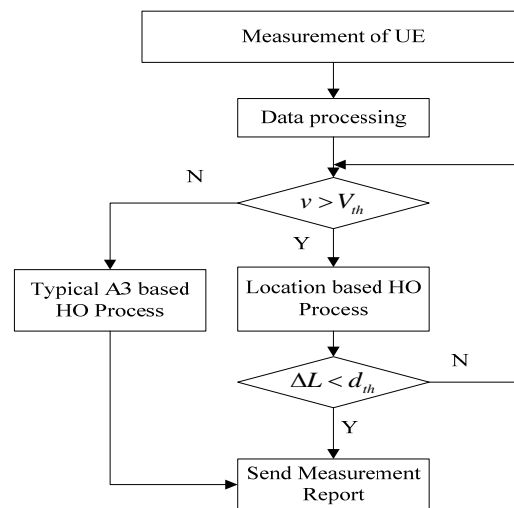 Measurement of UE
Data processing
N
v > V_th
Y
Typical A3 based
HO Process
Location based HO
Process
N
ΔL < d_th
Y
Send Measurement
Report